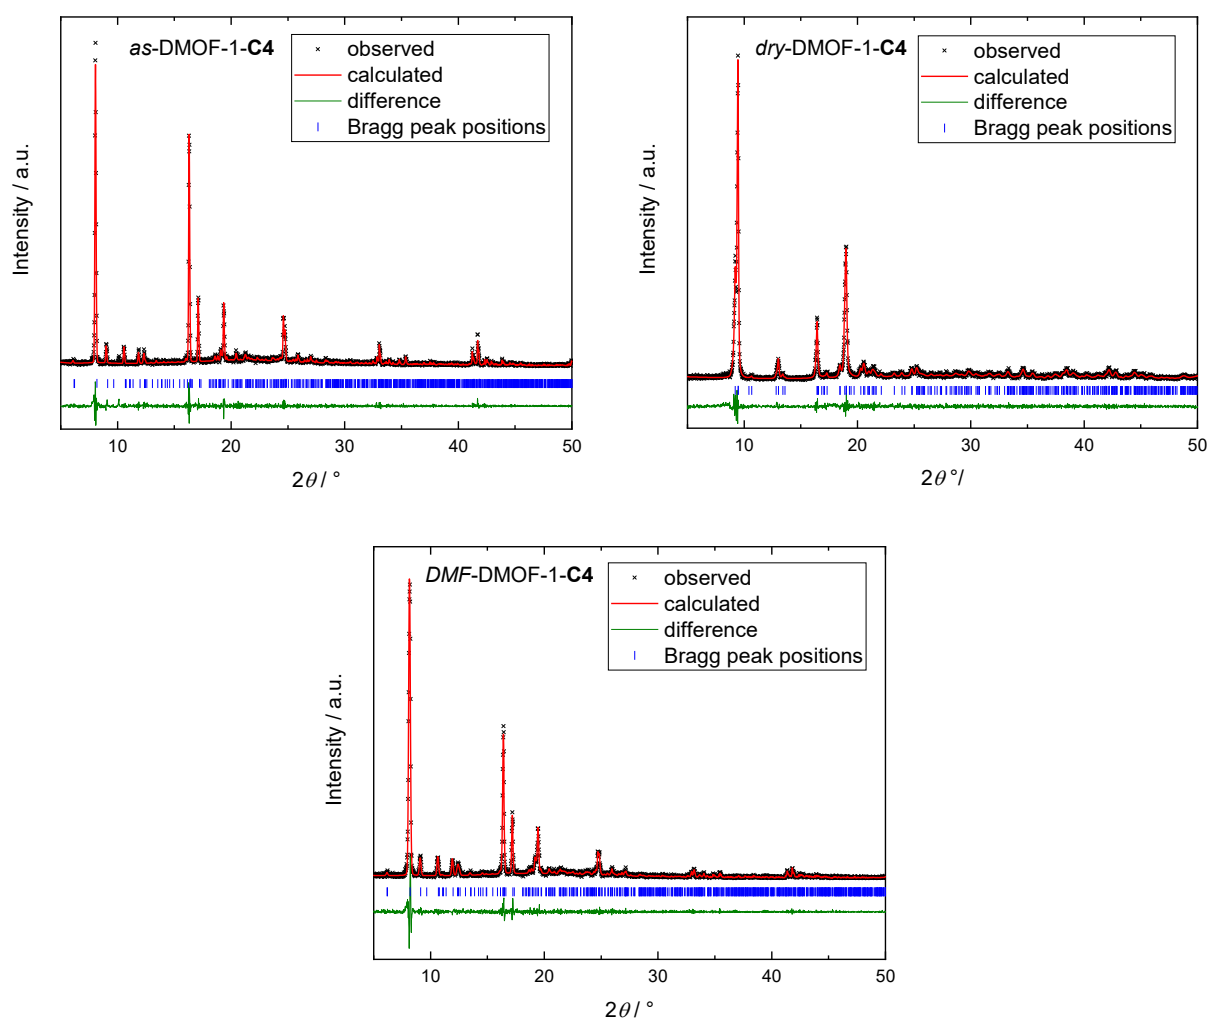 as-DMOF-1-C4
observed
calculated
difference
Bragg peak positions
Intensity / a.u.
10 20 30 40 50
2θ / °
dry-DMOF-1-C4
observed
calculated
difference
Bragg peak positions
Intensity / a.u.
10 20 30 40 50
2θ °/
DMF-DMOF-1-C4
observed
calculated
difference
Bragg peak positions
Intensity / a.u.
10 20 30 40 50
2θ / °